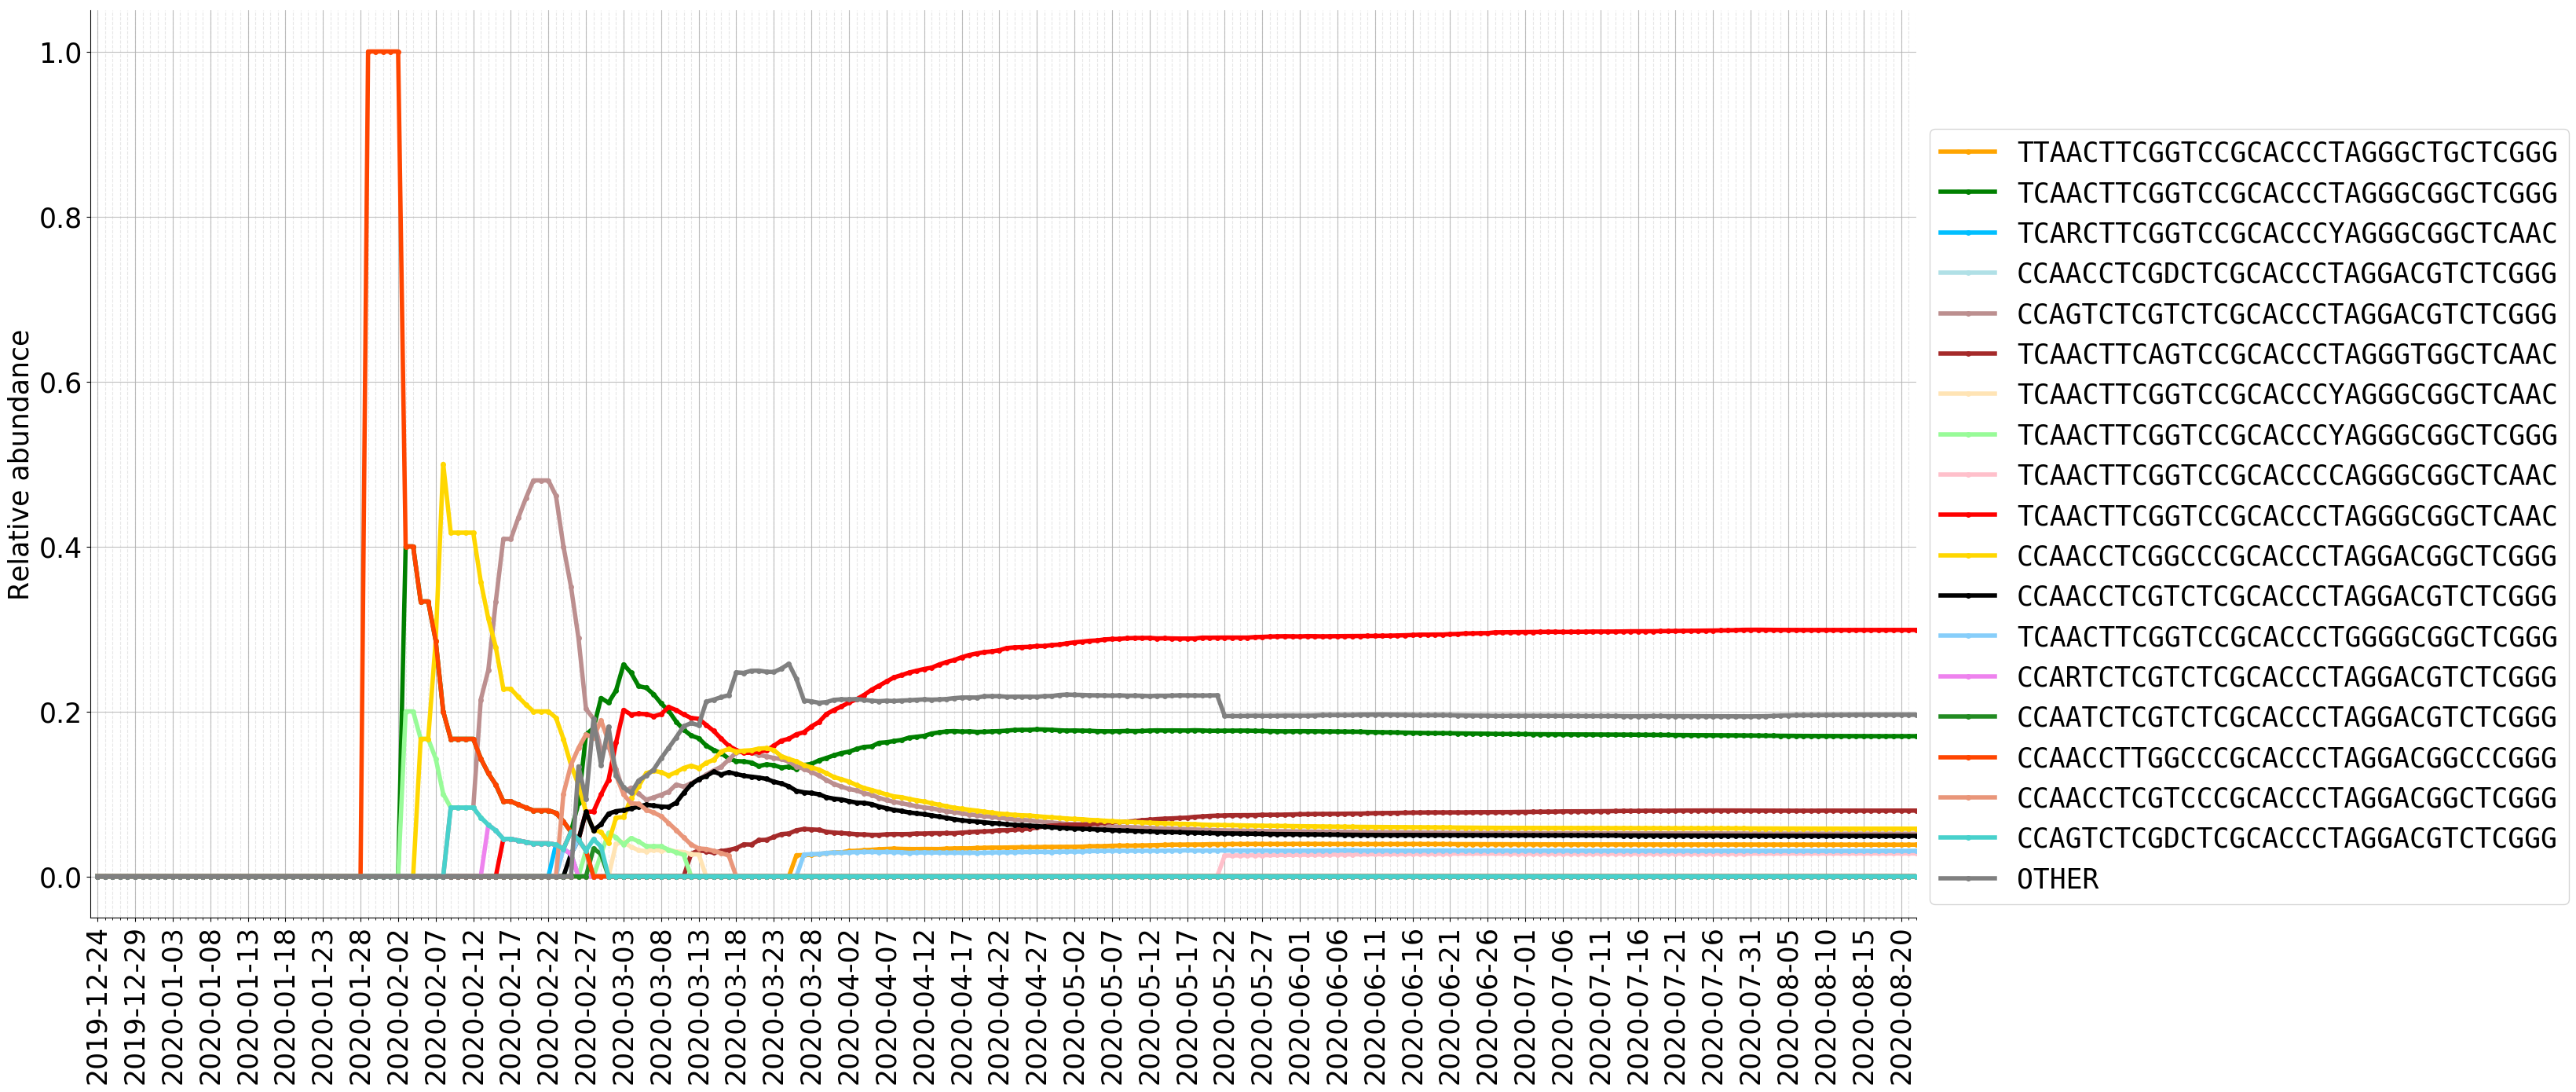 Relative abundance
1.0
0.8
0.6
0.4
0.2
0.0
2019-12-24
2019-12-29
2020-01-03
2020-01-08
2020-01-13
2020-01-18
2020-01-23
2020-01-28
2020-02-02
2020-02-07
2020-02-12
2020-02-17
2020-02-22
2020-02-27
2020-03-03
2020-03-08
2020-03-13
2020-03-18
2020-03-23
2020-03-28
2020-04-02
2020-04-07
2020-04-12
2020-04-17
2020-04-22
2020-04-27
2020-05-02
2020-05-07
2020-05-12
2020-05-17
2020-05-22
2020-05-27
2020-06-01
2020-06-06
2020-06-11
2020-06-16
2020-06-21
2020-06-26
2020-07-01
2020-07-06
2020-07-11
2020-07-16
2020-07-21
2020-07-26
2020-07-31
2020-08-05
2020-08-10
2020-08-15
2020-08-20
TTAACTTCGGTCCGCACCCTAGGGCTGCTCGGG
TCAACTTCGGTCCGCACCCTAGGGCGGCTCGGG
TCARCTTCGGTCCGCACCCYAGGGCGGCTCAAC
CCAACCTCGDCTCGCACCCTAGGACGTCTCGGG
CCAGTCTCGTCTCGCACCCTAGGACGTCTCGGG
TCAACTTCAGTCCGCACCCTAGGGTGGCTCAAC
TCAACTTCGGTCCGCACCCYAGGGCGGCTCAAC
TCAACTTCGGTCCGCACCCYAGGGCGGCTCGGG
TCAACTTCGGTCCGCACCCCAGGGCGGCTCAAC
TCAACTTCGGTCCGCACCCTAGGGCGGCTCAAC
CCAACCTCGGCCCGCACCCTAGGACGGCTCGGG
CCAACCTCGTCTCGCACCCTAGGACGTCTCGGG
TCAACTTCGGTCCGCACCCTGGGGCGGCTCGGG
CCARTCTCGTCTCGCACCCTAGGACGTCTCGGG
CCAATCTCGTCTCGCACCCTAGGACGTCTCGGG
CCAACCTTGGCCCGCACCCTAGGACGGCCCGGG
CCAACCTCGTCCCGCACCCTAGGACGGCTCGGG
CCAGTCTCGDCTCGCACCCTAGGACGTCTCGGG
OTHER